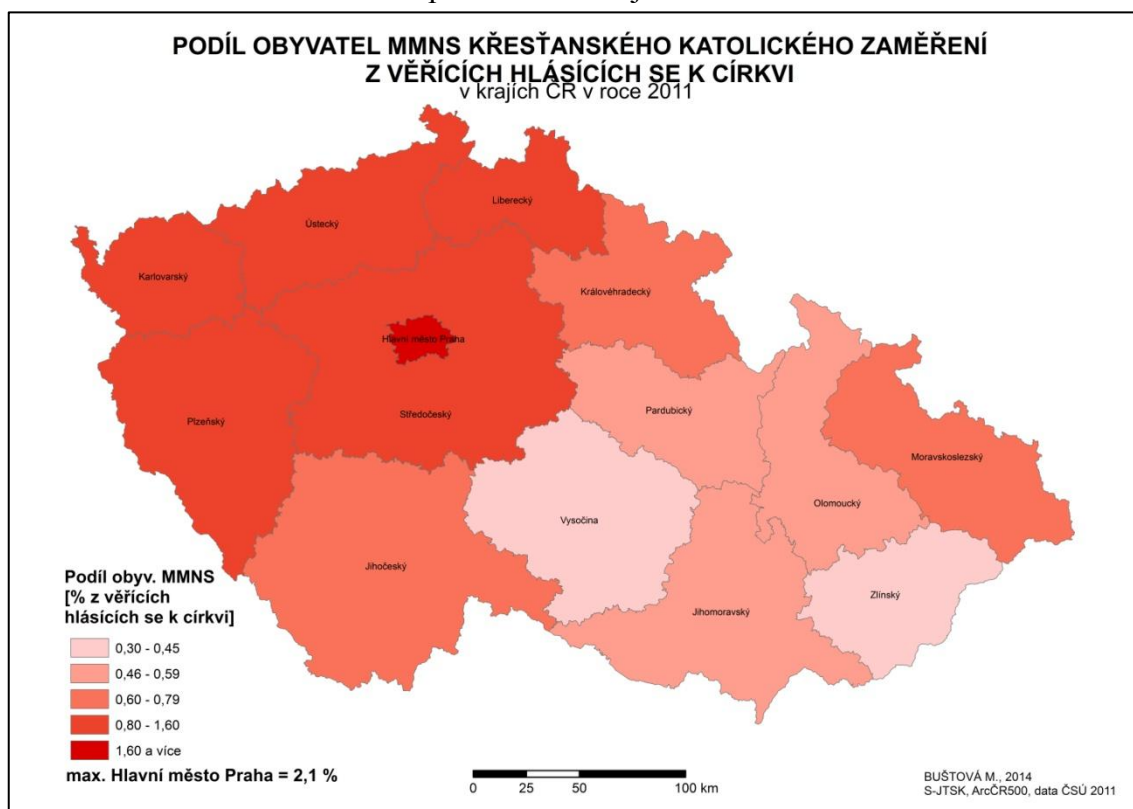 PODÍL OBYVATEL MMNS KŘESŤANSKÉHO KATOLICKÉHO ZAMĚŘENÍ
Z VĚŘÍCÍCH HLÁSÍCÍCH SE K CÍRKVI
v krajích ČR v roce 2011
Liberecký
Ústecký
Karlovarský
Královéhradecký
Hlavní město Praha
Plzeňský
Středočeský
Pardubický
Moravskoslezský
Olomoucký
Vysočina
Jihočeský
Zlínský
Jihomoravský
Podíl obyv. MMNS
[% z věřících
hlásících se k církvi]
0,30 - 0,45
0,46 - 0,59
0,60 - 0,79
0,80 - 1,60
1,60 a více
max. Hlavní město Praha = 2,1 %
0 25 50 100 km
BUŠTOVÁ M., 2014
S-JTSK, ArcČR500, data ČSÚ 2011